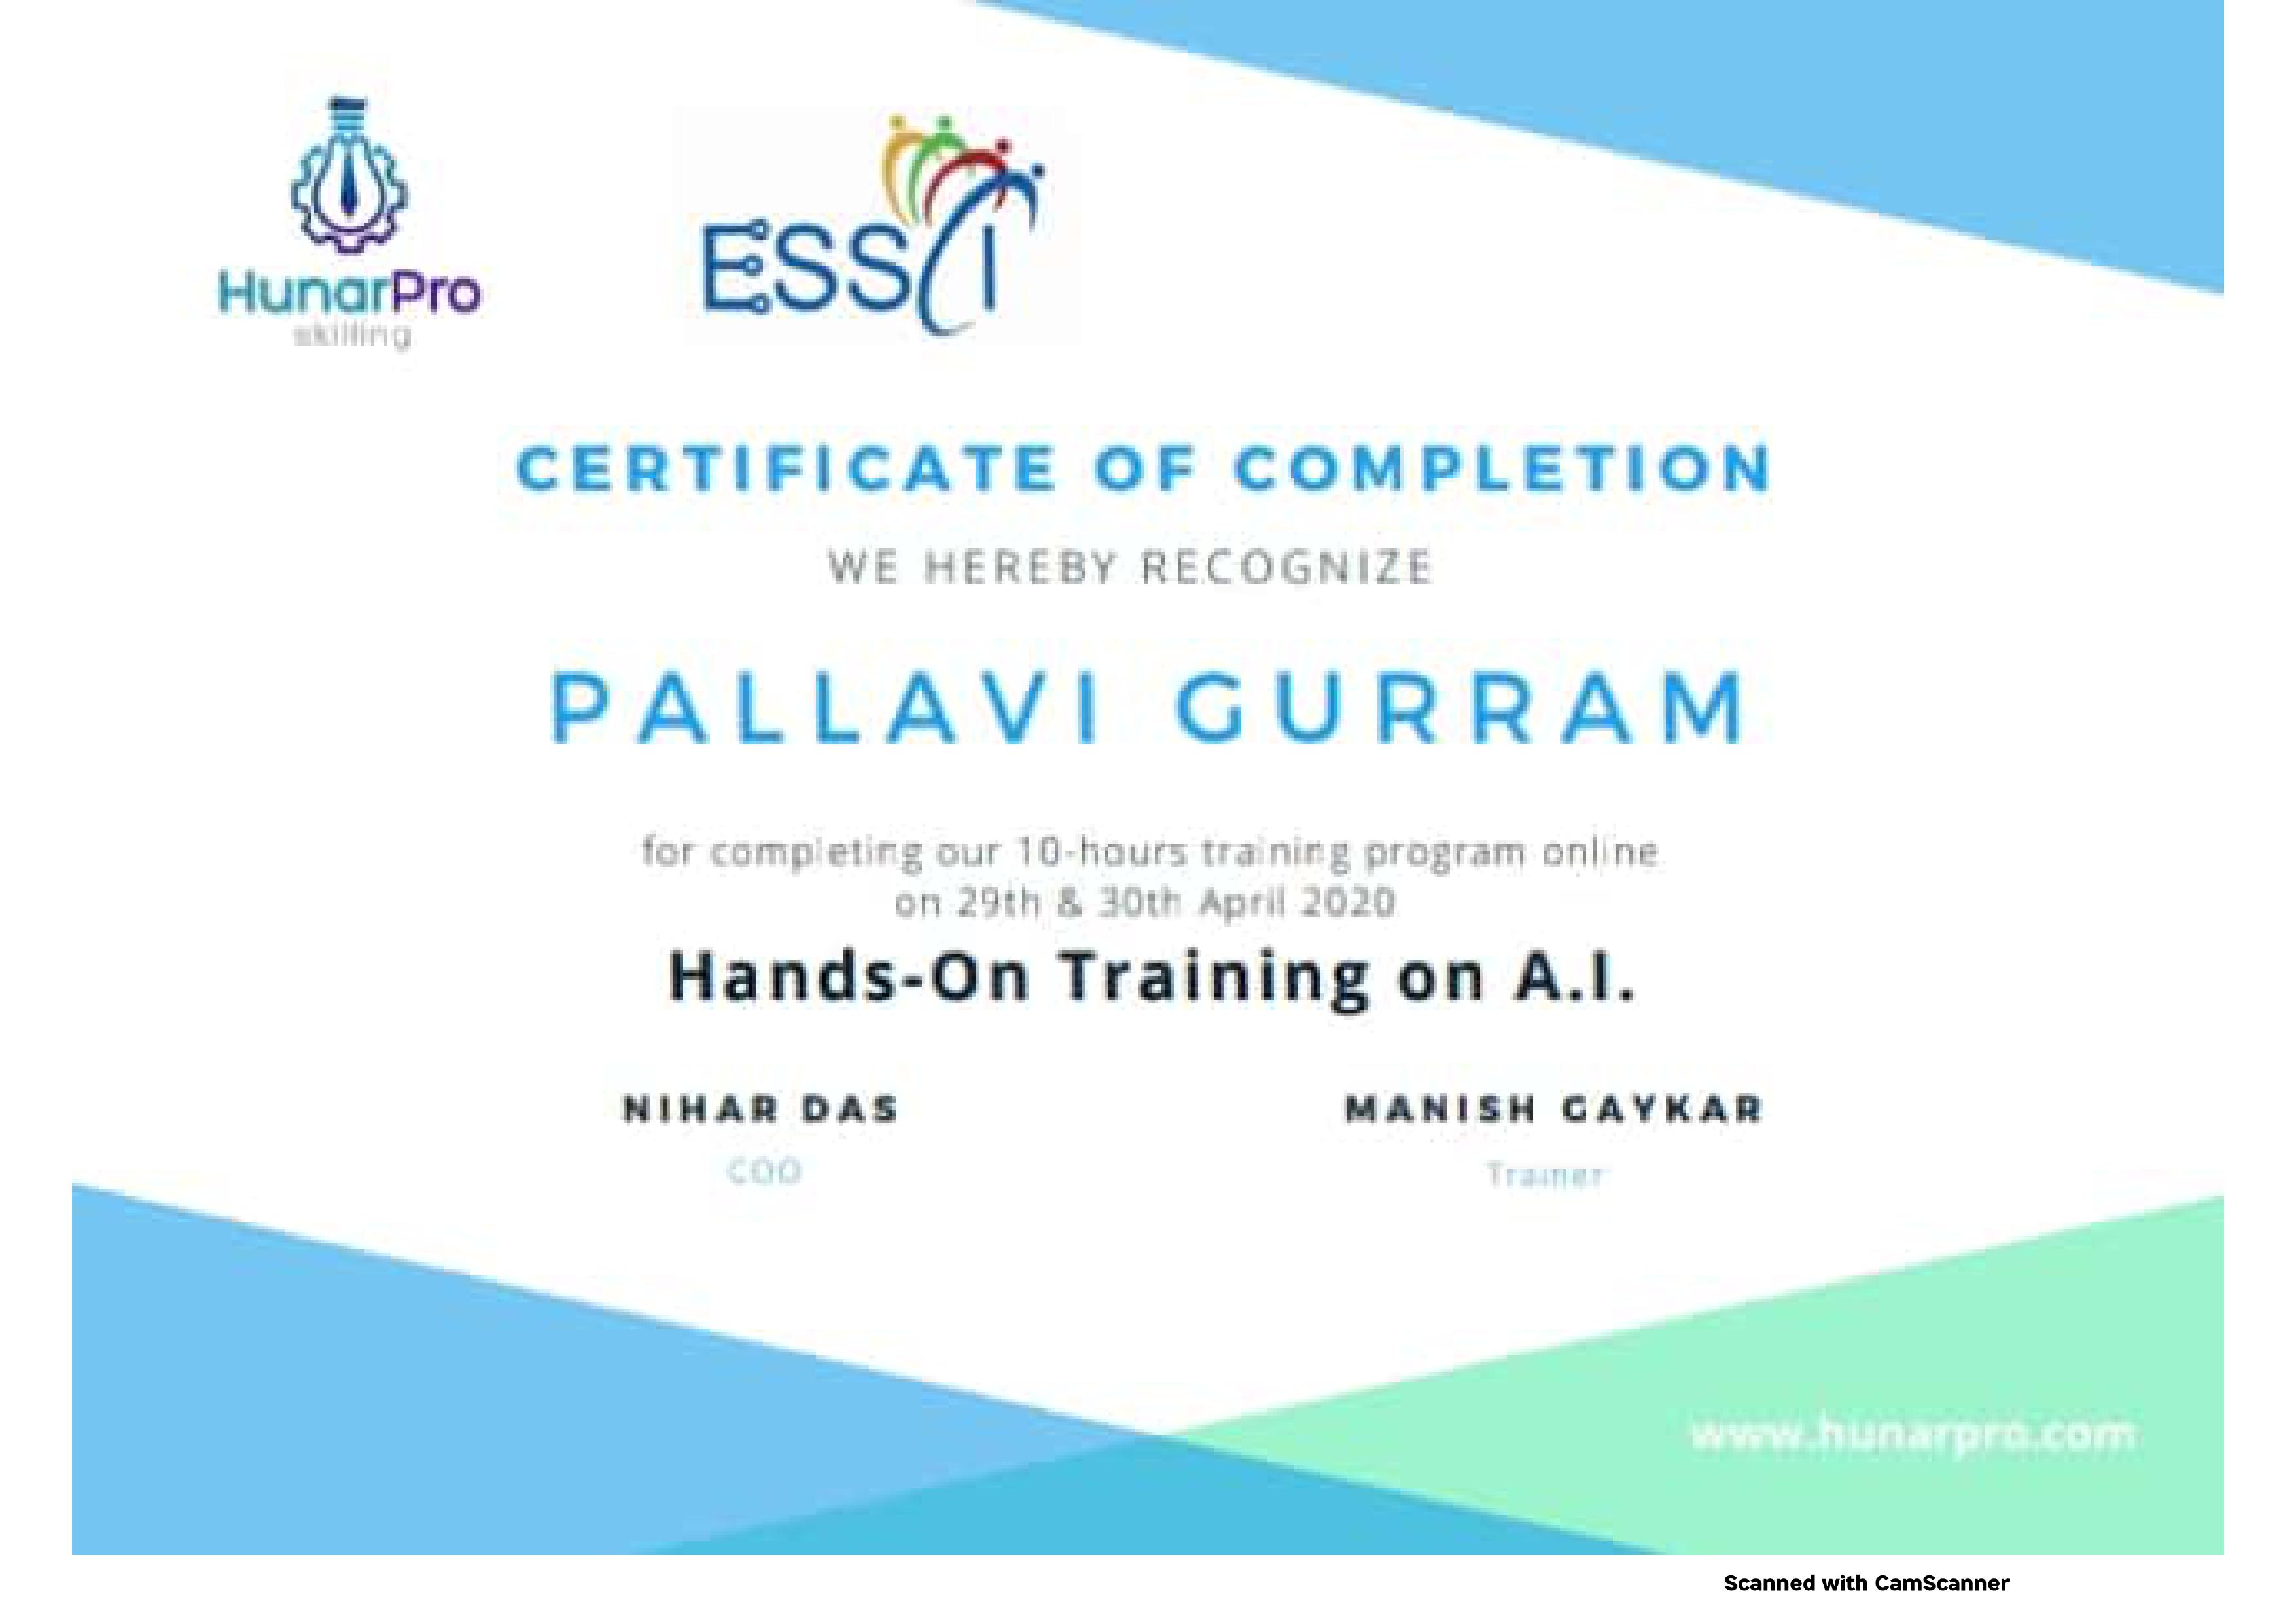 HunarPro
skilling
ESSCI
CERTIFICATE OF COMPLETION
WE HEREBY RECOGNIZE
PALLAVI GURRAM
for completing our 10-hours training program online
on 29th & 30th April 2020
Hands-On Training on A.I.
NIHAR DAS
MANISH GAYKAR
COO
Trainer
www.hunarpro.com
Scanned with CamScanner